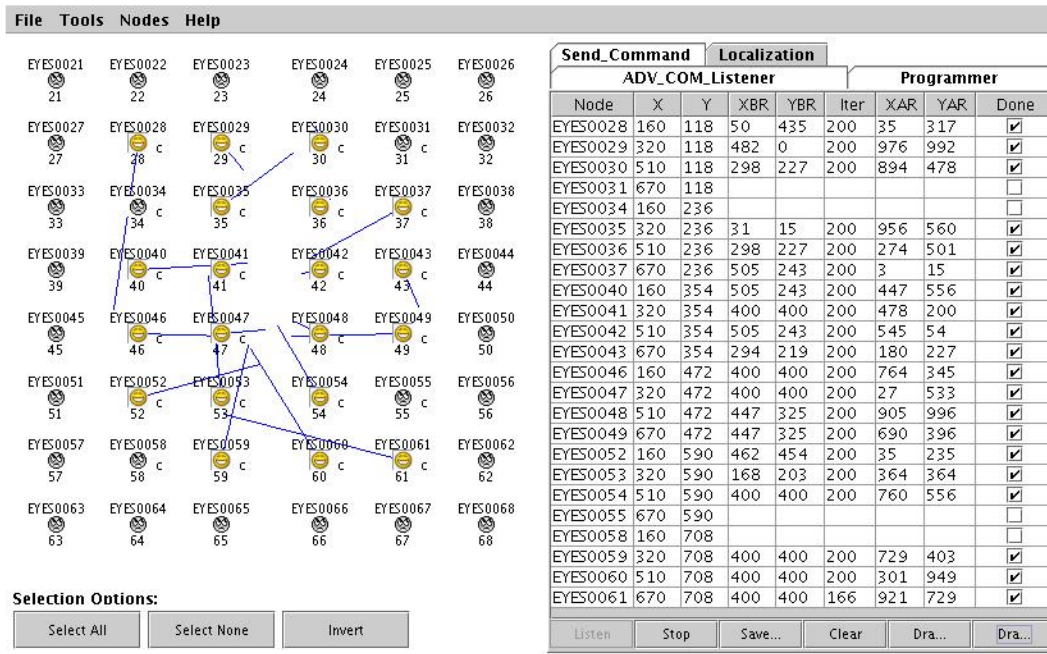 File Tools Nodes Help
EYES0021 EYES0022 EYES0023 EYES0024 EYES0025 EYES0026
21 22 23 24 25 26
EYES0027 EYES0028 EYES0029 EYES0030 EYES0031 EYES0032
c c c c
27 28 29 30 31 32
EYES0033 EYES0034 EYES0035 EYES0036 EYES0037 EYES0038
c c c c
33 34 35 36 37 38
EYES0039 EYES0040 EYES0041 EYES0042 EYES0043 EYES0044
c c c c
39 40 41 42 43 44
EYES0045 EYES0046 EYES0047 EYES0048 EYES0049 EYES0050
c c c c
45 46 47 48 49 50
EYES0051 EYES0052 EYES0053 EYES0054 EYES0055 EYES0056
c c c c
51 52 53 54 55 56
EYES0057 EYES0058 EYES0059 EYES0060 EYES0061 EYES0062
c c c c
57 58 59 60 61 62
EYES0063 EYES0064 EYES0065 EYES0066 EYES0067 EYES0068
63 64 65 66 67 68
Selection Options:
Select All Select None Invert
Send_Command Localization
ADV_COM_Listener Programmer
Node X Y XBR YBR Iter XAR YAR Done
EYES0028 160 118 50 435 200 35 317
EYES0029 320 118 482 0 200 976 992
EYES0030 510 118 298 227 200 894 478
EYES0031 670 118
EYES0034 160 236
EYES0035 320 236 31 15 200 956 560
EYES0036 510 236 298 227 200 274 501
EYES0037 670 236 505 243 200 3 15
EYES0040 160 354 505 243 200 447 556
EYES0041 320 354 400 400 200 478 200
EYES0042 510 354 505 243 200 545 54
EYES0043 670 354 294 219 200 180 227
EYES0046 160 472 400 400 200 764 345
EYES0047 320 472 400 400 200 27 533
EYES0048 510 472 447 325 200 905 996
EYES0049 670 472 447 325 200 690 396
EYES0052 160 590 462 454 200 35 235
EYES0053 320 590 168 203 200 364 364
EYES0054 510 590 400 400 200 760 556
EYES0055 670 590
EYES0058 160 708
EYES0059 320 708 400 400 200 729 403
EYES0060 510 708 400 400 200 301 949
EYES0061 670 708 400 400 166 921 729
Listen Stop Save... Clear Dra... Dra...